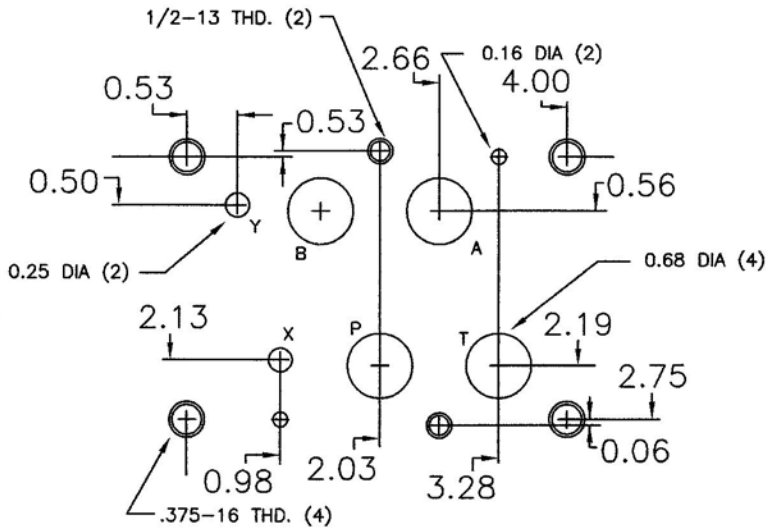 1/2-13 THD. (2)
2.66
0.16 DIA (2)
0.53
4.00
0.53
0.50
0.56
Y
B
A
0.25 DIA (2)
0.68 DIA (4)
2.13
X
P
T
2.19
2.75
0.98
2.03
3.28
0.06
.375-16 THD. (4)